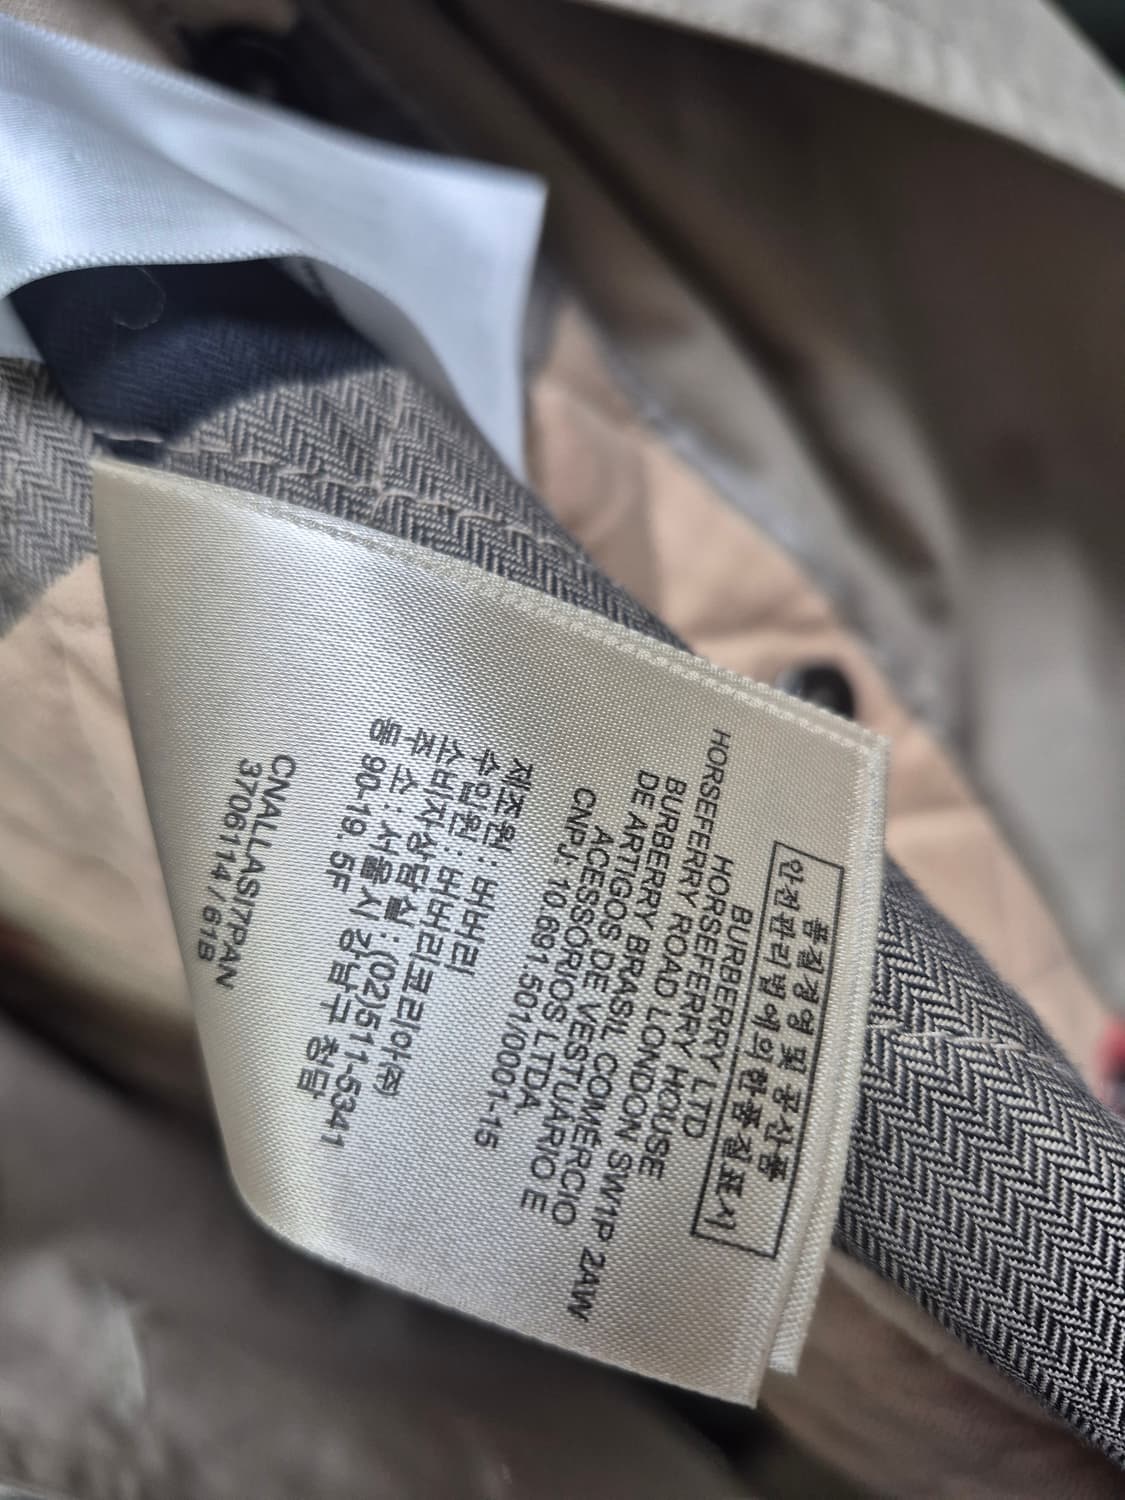 품질경영 및 공산품
안전관리법에의한품질표시
BURBERRY LTD
HORSEFERRY HOUSE
HORSEFERRY ROAD LONDON SW1P 2AW
BURBERRY BRASIL COMERCIO
DE ARTIGOS DE VESTUARIO E
ACESSORIOS LTDA.
CNPJ. 10.691.501/0001-15
제조원: 버버리
수입원: 버버리코리아㈜
소비자상담실: (02)511-5341
주 소: 서울시 강남구 청담
동 90-19, 5F
CNALLASI7PAN
3706114 / 61B